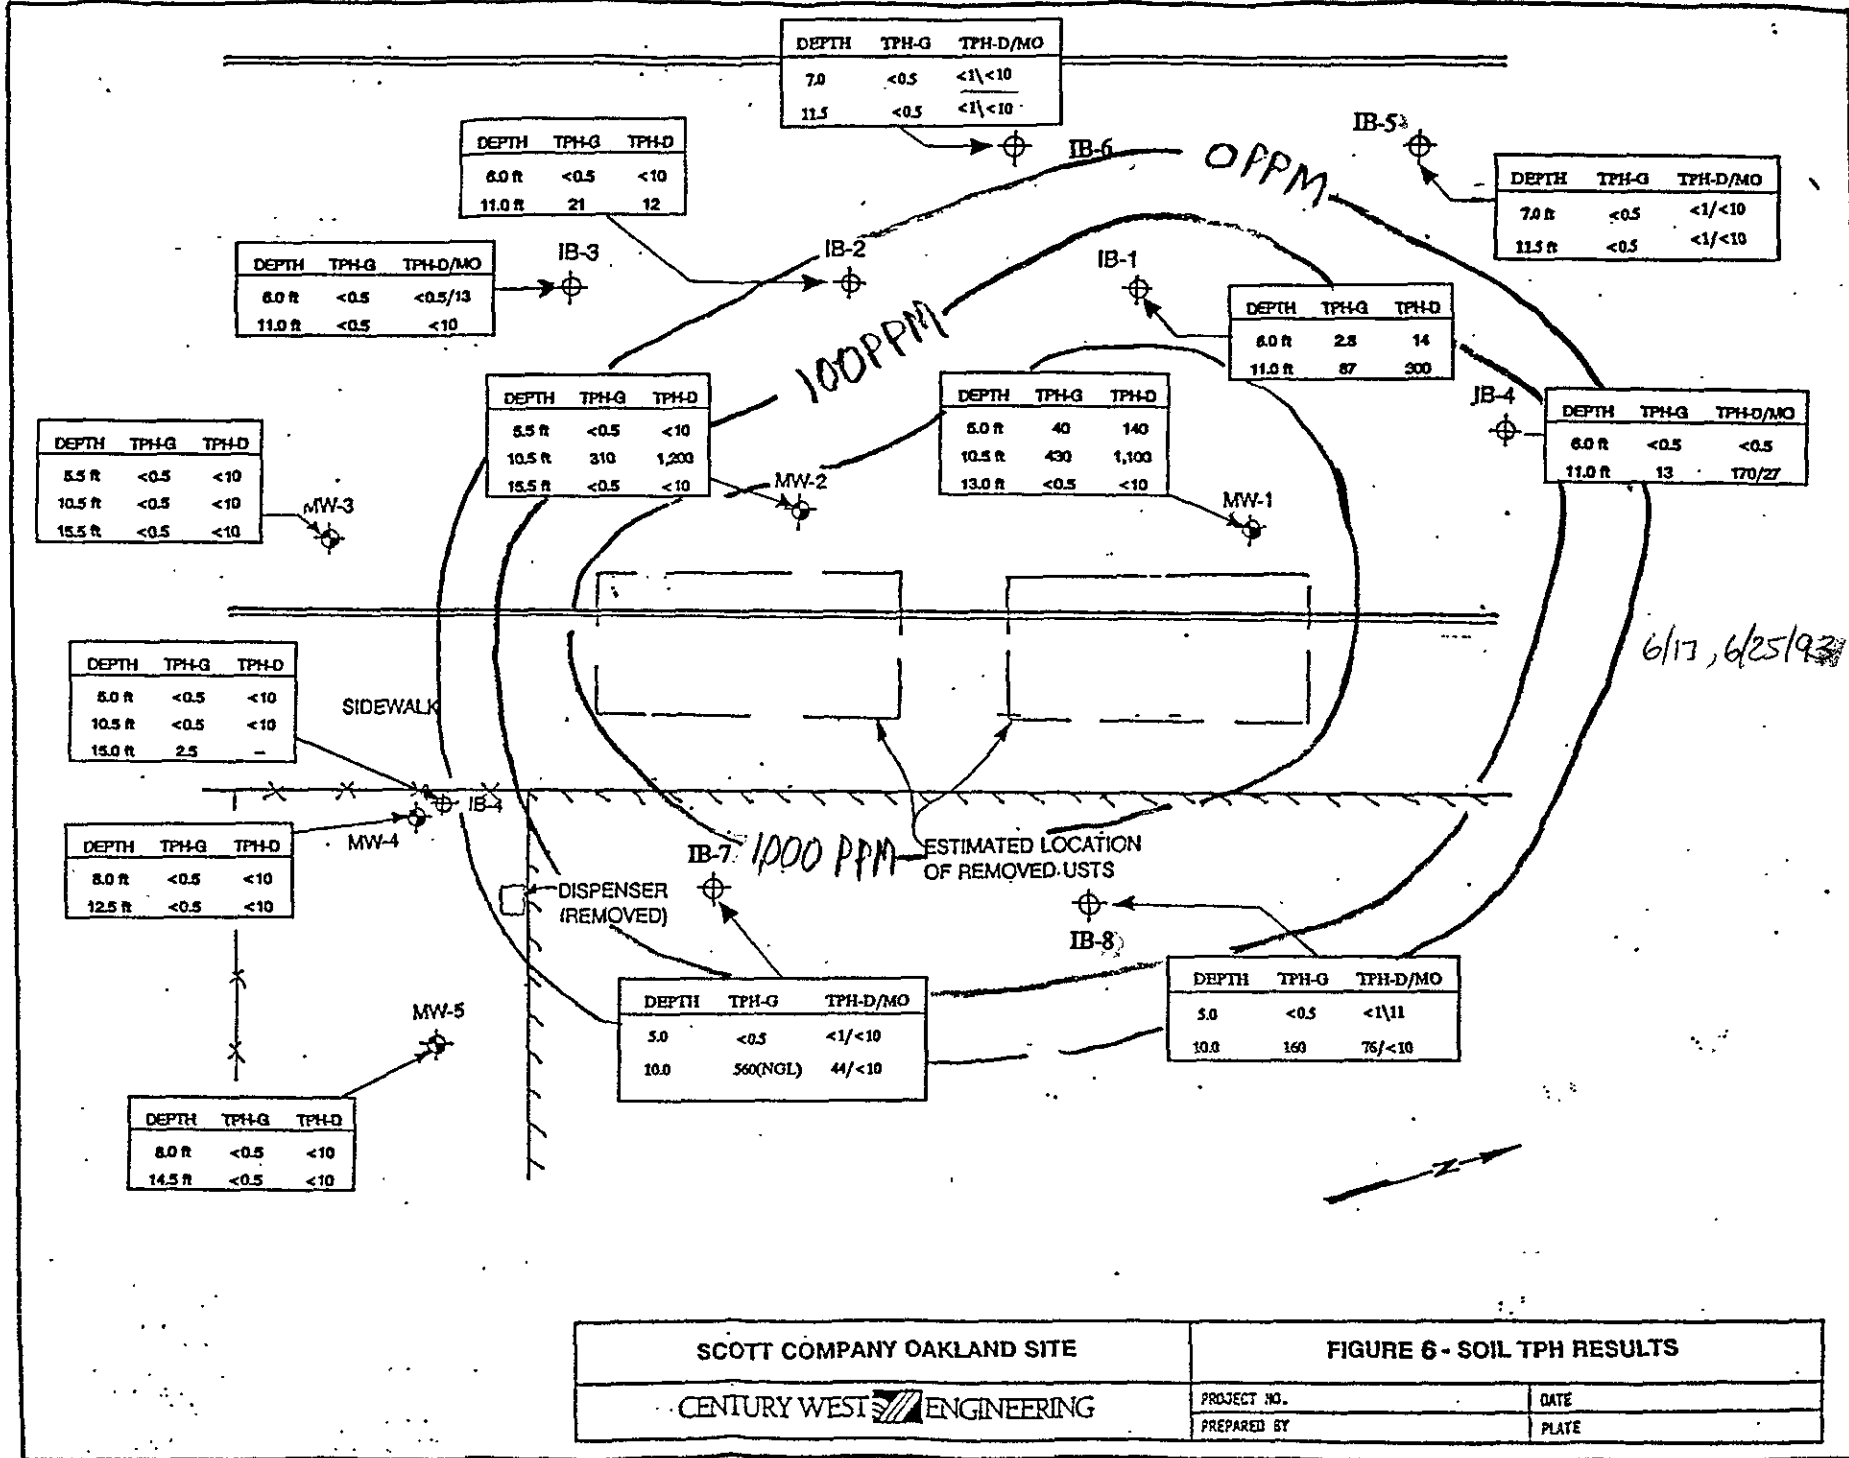 DEPTH TPH-G TPH-D/MO
7.0 <0.5 <1\<10
11.5 <0.5 <1\<10
IB-6
0PPM
IB-5
DEPTH TPH-G TPH-D/MO
7.0 ft <0.5 <1/<10
11.5 ft <0.5 <1/<10
DEPTH TPH-G TPH-D
6.0 ft <0.5 <10
11.0 ft 21 12
IB-2
IB-3
DEPTH TPH-G TPH-D/MO
6.0 ft <0.5 <0.5/13
11.0 ft <0.5 <10
IB-1
DEPTH TPH-G TPH-D
6.0 ft 2.8 14
11.0 ft 87 300
100PPM
DEPTH TPH-G TPH-D
5.5 ft <0.5 <10
10.5 ft 310 1,200
15.5 ft <0.5 <10
MW-2
DEPTH TPH-G TPH-D
5.0 ft 40 140
10.5 ft 430 1,100
13.0 ft <0.5 <10
MW-1
IB-4
DEPTH TPH-G TPH-D/MO
6.0 ft <0.5 <0.5
11.0 ft 13 170/27
DEPTH TPH-G TPH-D
5.5 ft <0.5 <10
10.5 ft <0.5 <10
15.5 ft <0.5 <10
MW-3
6/17, 6/25/93
DEPTH TPH-G TPH-D
5.0 ft <0.5 <10
10.5 ft <0.5 <10
15.0 ft 2.5 –
SIDEWALK
IB-4
MW-4
DEPTH TPH-G TPH-D
8.0 ft <0.5 <10
12.5 ft <0.5 <10
IB-7
1,000 PPM
ESTIMATED LOCATION
OF REMOVED USTS
DISPENSER
(REMOVED)
IB-8
DEPTH TPH-G TPH-D/MO
5.0 <0.5 <1/<10
10.0 560(NGL) 44/<10
DEPTH TPH-G TPH-D/MO
5.0 <0.5 <1\11
10.0 160 76/<10
MW-5
DEPTH TPH-G TPH-D
8.0 ft <0.5 <10
14.5 ft <0.5 <10
N
SCOTT COMPANY OAKLAND SITE
FIGURE 6 - SOIL TPH RESULTS
CENTURY WEST ENGINEERING
PROJECT NO.
DATE
PREPARED BY
PLATE